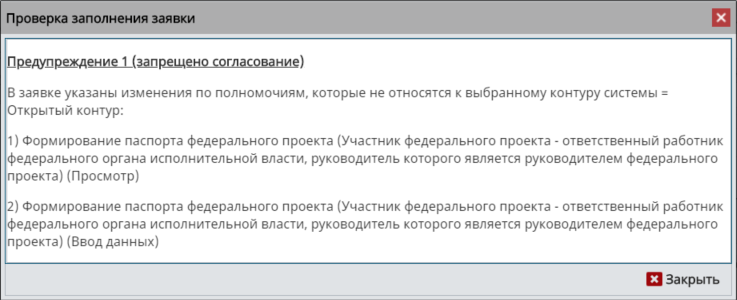 Проверка заполнения заявки
Предупреждение 1 (запрещено согласование)
В заявке указаны изменения по полномочиям, которые не относятся к выбранному контуру системы =
Открытый контур:
1) Формирование паспорта федерального проекта (Участник федерального проекта - ответственный работник
федерального органа исполнительной власти, руководитель которого является руководителем федерального
проекта) (Просмотр)
2) Формирование паспорта федерального проекта (Участник федерального проекта - ответственный работник
федерального органа исполнительной власти, руководитель которого является руководителем федерального
проекта) (Ввод данных)
Закрыть